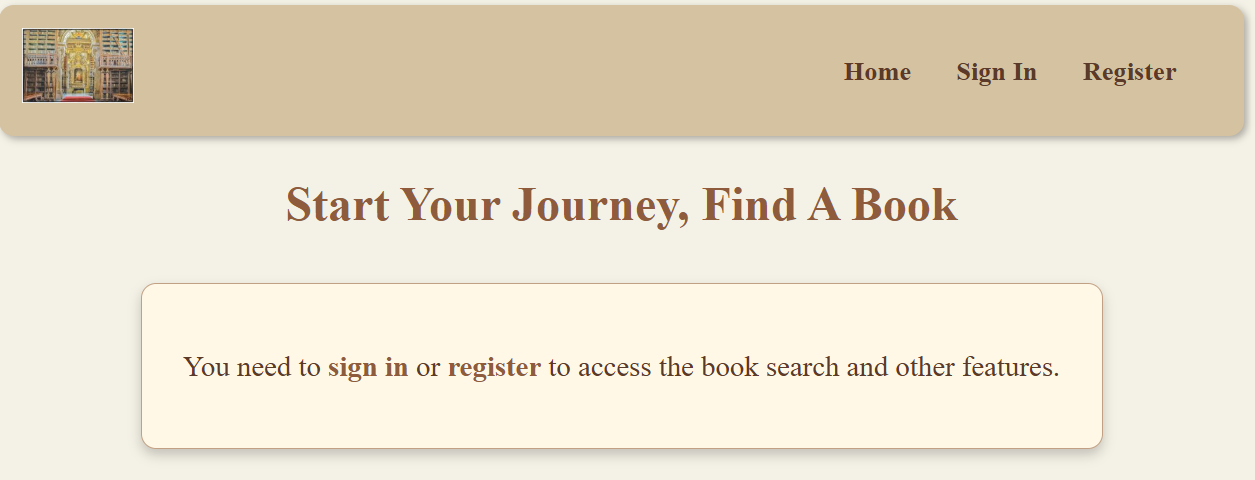 Home Sign In Register
Start Your Journey, Find A Book
You need to sign in or register to access the book search and other features.